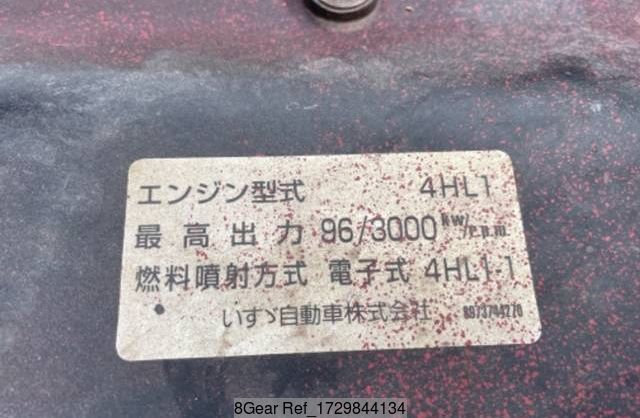 エンジン型式 4HL1
最高出力 96/3000 kw/r.p.m
燃料噴射方式 電子式 4HL1-1
いすゞ自動車株式会社 8973744270
8Gear Ref_1729844134